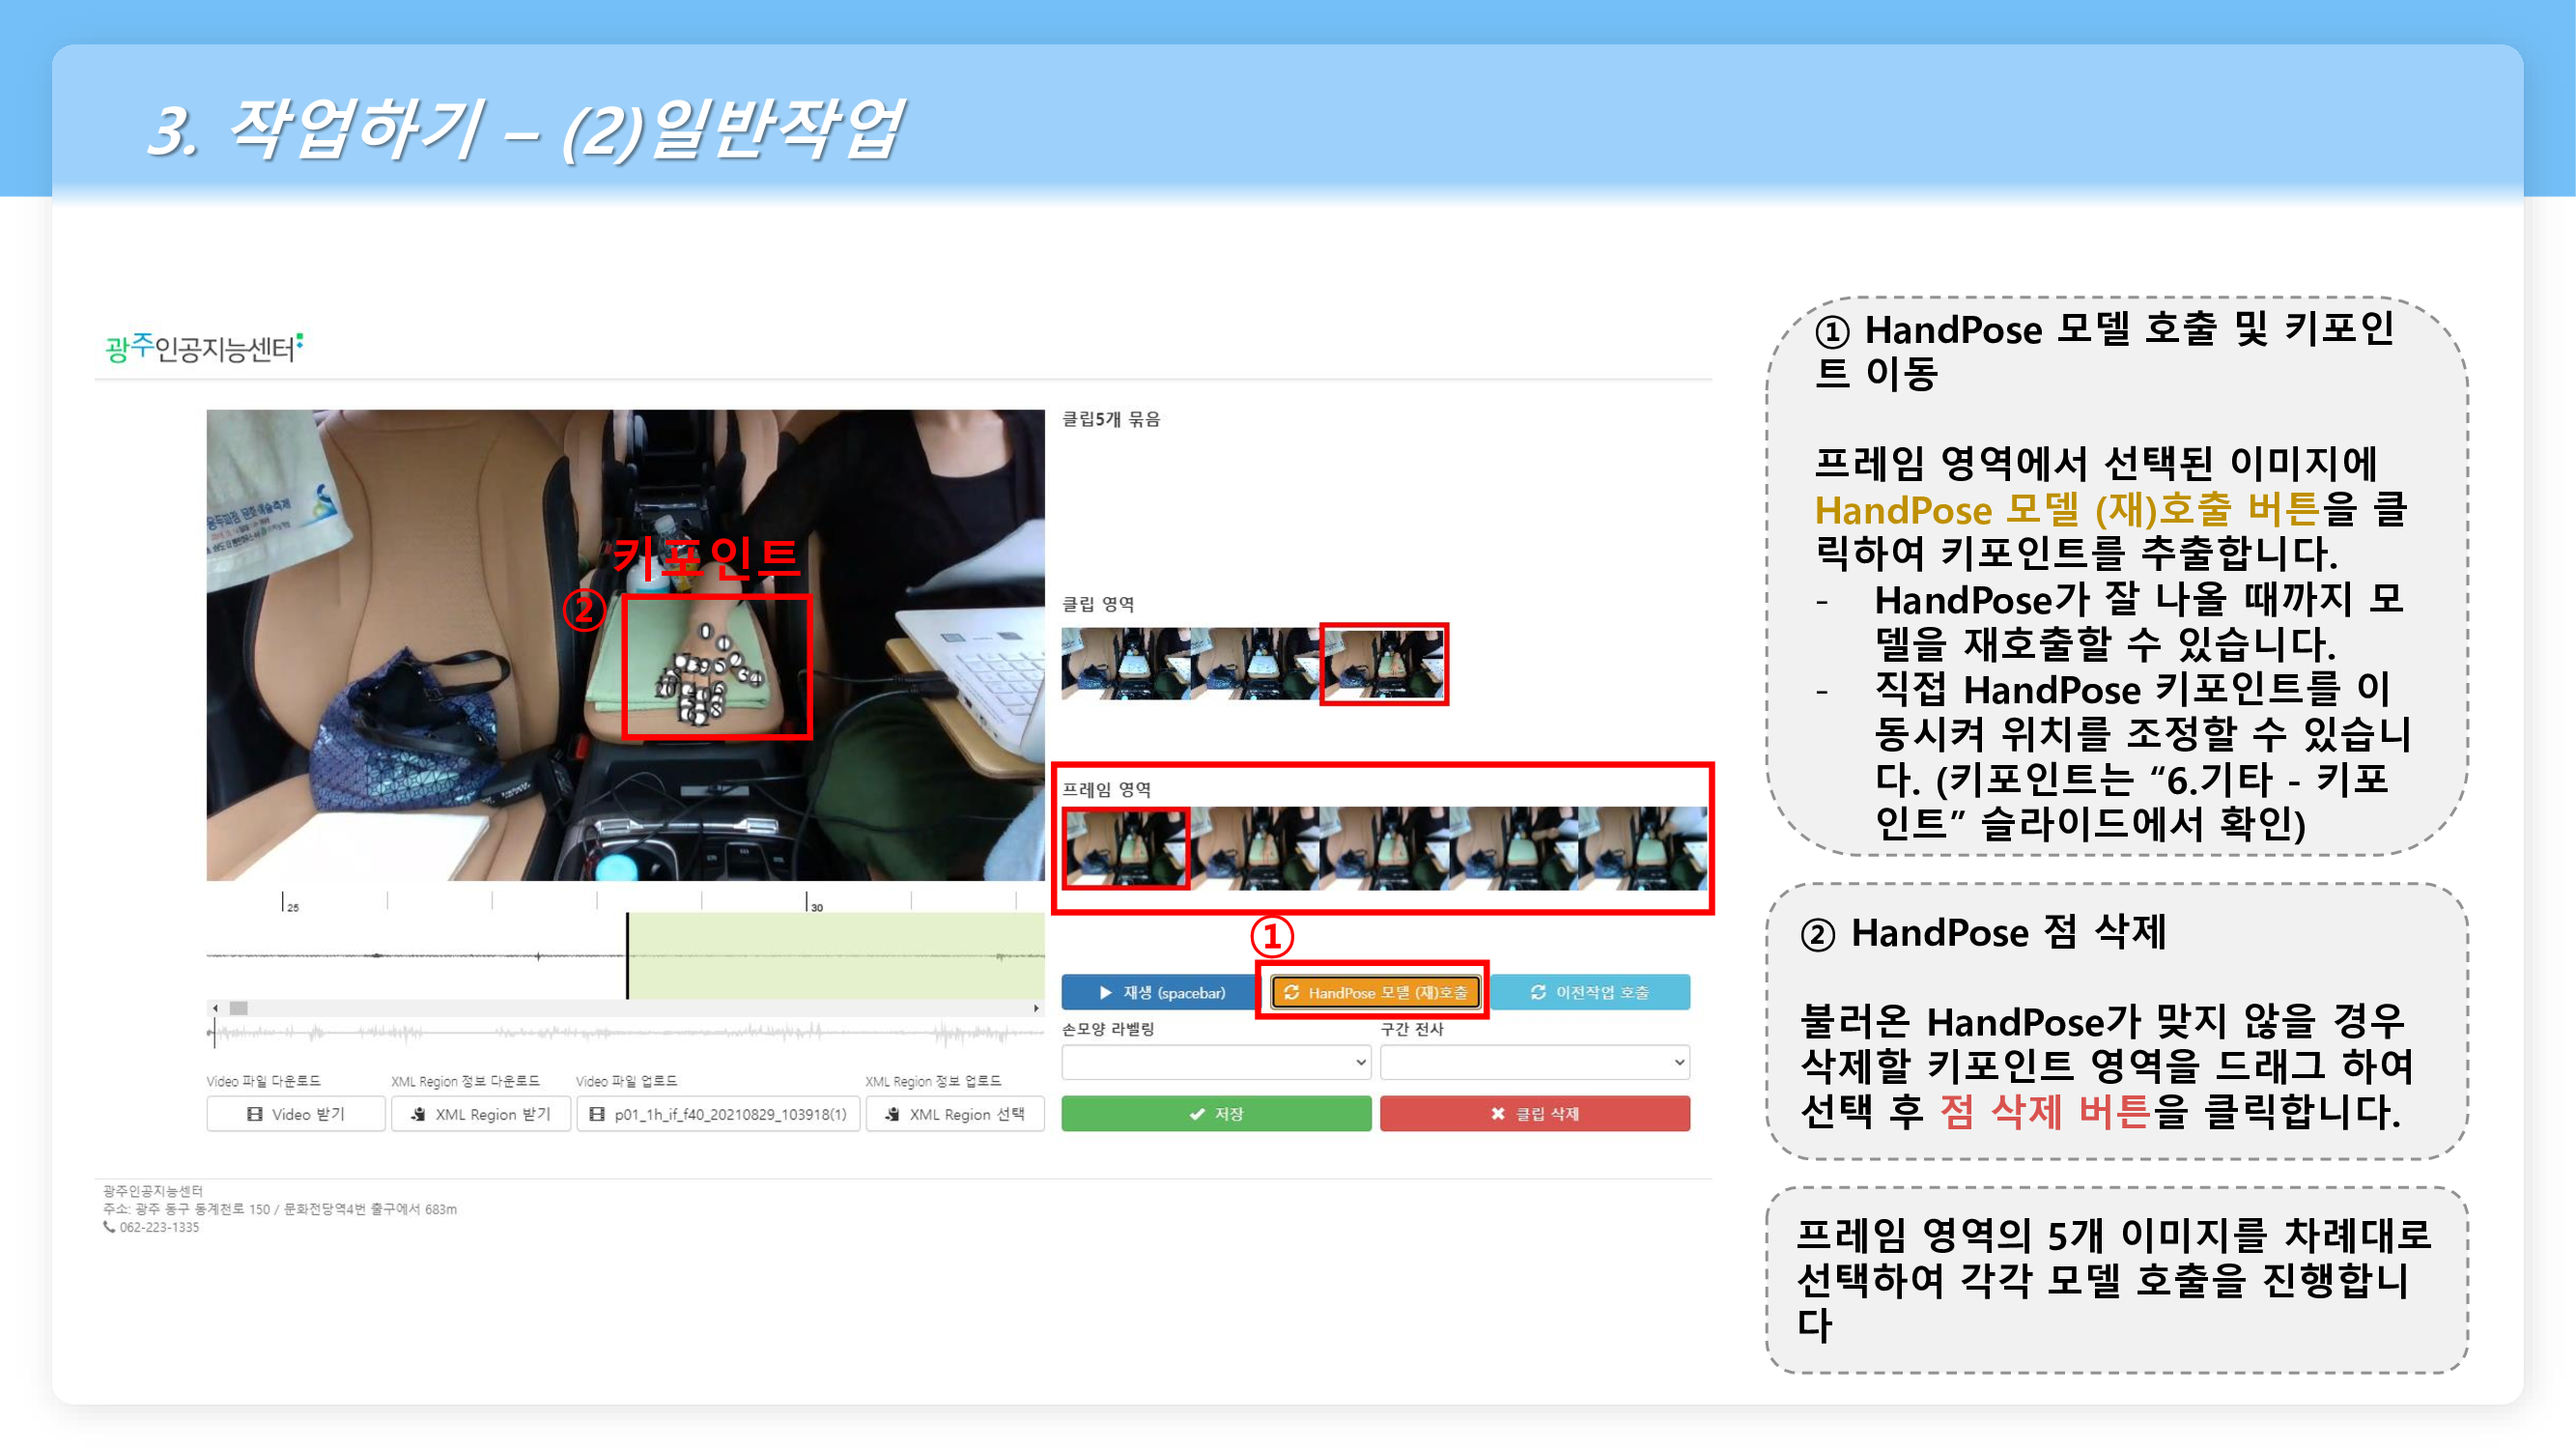 3. 작업하기 – (2)일반작업
광주인공지능센터
클립5개 묶음
키포인트
②
클립 영역
프레임 영역
25
30
①
재생 (spacebar)
HandPose 모델 (재)호출
이전작업 호출
손모양 라벨링
구간 전사
Video 파일 다운로드
XML Region 정보 다운로드
Video 파일 업로드
XML Region 정보 업로드
Video 받기
XML Region 받기
p01_1h_if_f40_20210829_103918(1)
XML Region 선택
저장
클립 삭제
광주인공지능센터
주소: 광주 동구 동계천로 150 / 문화전당역4번 출구에서 683m
062-223-1335
① HandPose 모델 호출 및 키포인
트 이동
프레임 영역에서 선택된 이미지에
HandPose 모델 (재)호출 버튼을 클
릭하여 키포인트를 추출합니다.
- HandPose가 잘 나올 때까지 모
델을 재호출할 수 있습니다.
- 직접 HandPose 키포인트를 이
동시켜 위치를 조정할 수 있습니
다. (키포인트는 “6.기타 - 키포
인트” 슬라이드에서 확인)
② HandPose 점 삭제
불러온 HandPose가 맞지 않을 경우
삭제할 키포인트 영역을 드래그 하여
선택 후 점 삭제 버튼을 클릭합니다.
프레임 영역의 5개 이미지를 차례대로
선택하여 각각 모델 호출을 진행합니
다